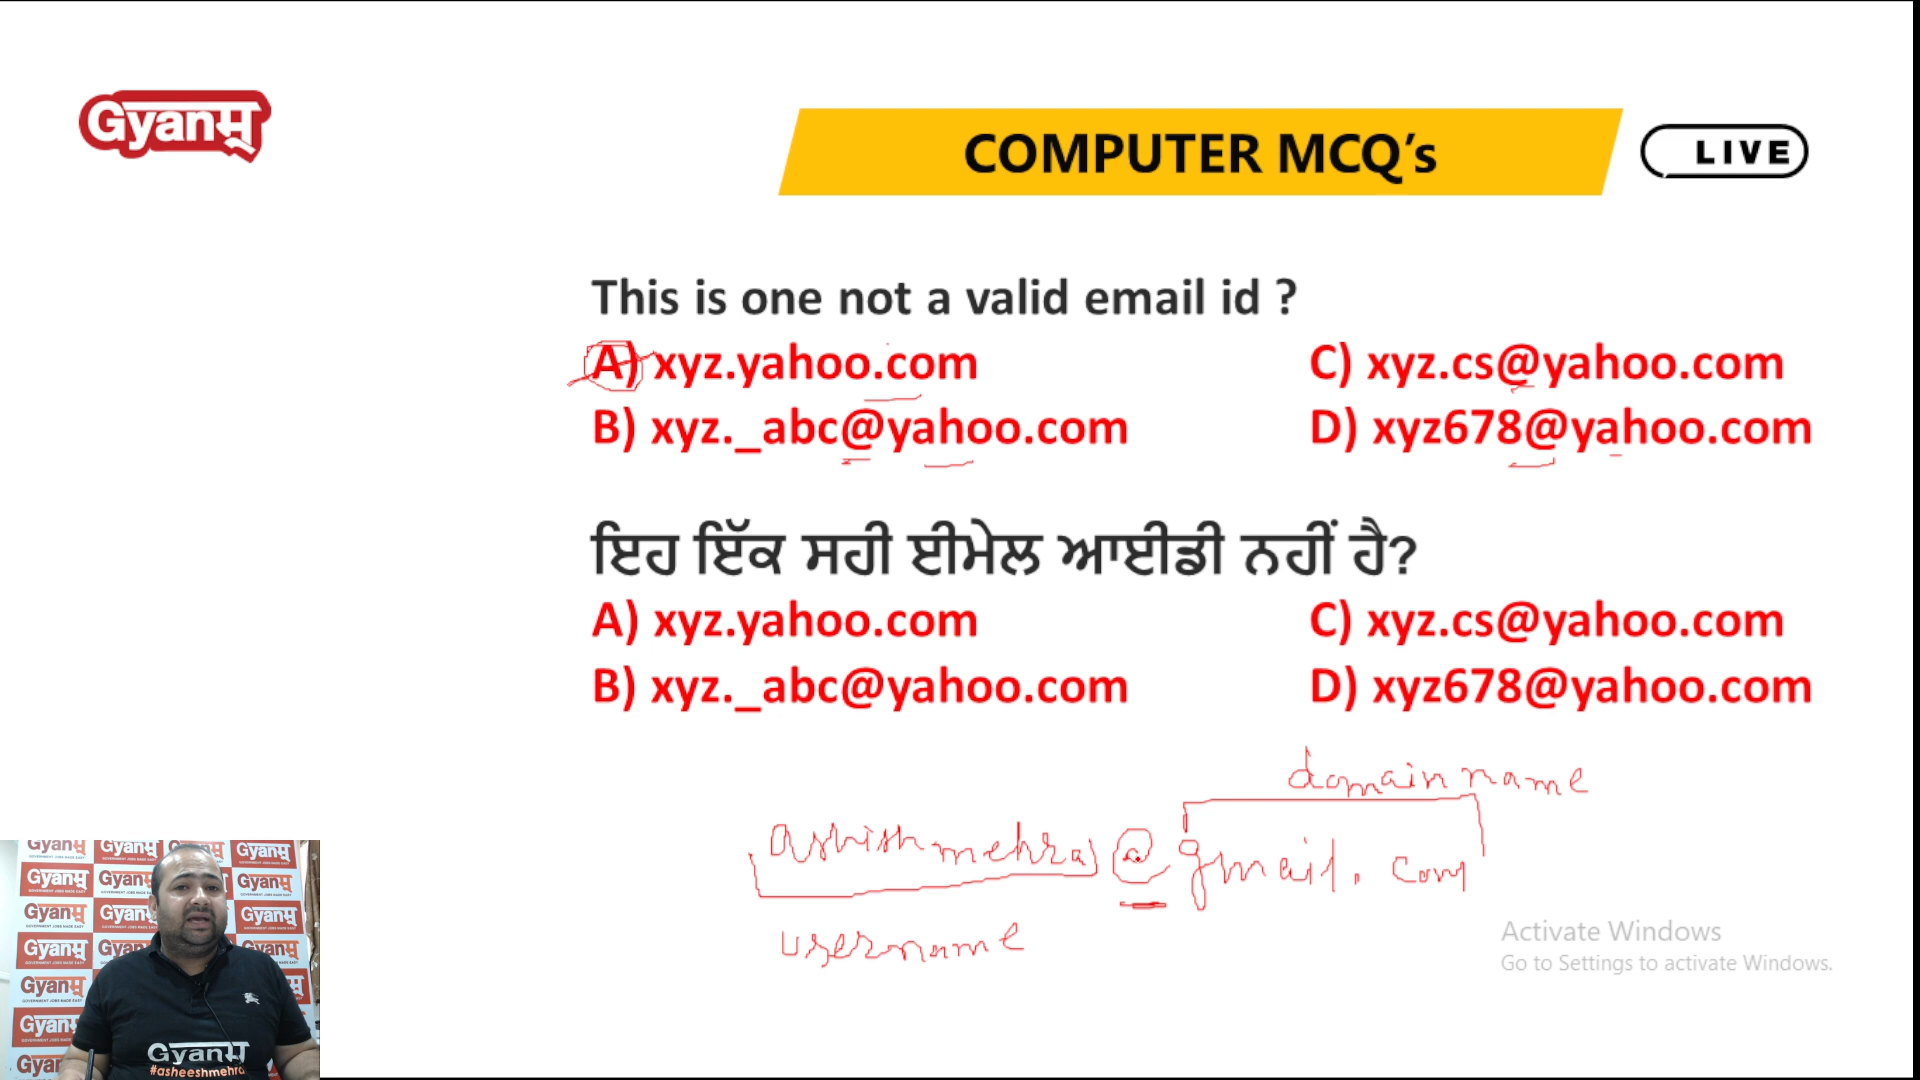 Gyanਸ੍ਰ
COMPUTER MCQ's
LIVE
This is one not a valid email id ?
A) xyz.yahoo.com
C) xyz.cs@yahoo.com
B) xyz._abc@yahoo.com
D) xyz678@yahoo.com
ਇਹ ਇੱਕ ਸਹੀ ਈਮੇਲ ਆਈਡੀ ਨਹੀਂ ਹੈ?
A) xyz.yahoo.com
C) xyz.cs@yahoo.com
B) xyz._abc@yahoo.com
D) xyz678@yahoo.com
domain name
ashishmehra@gmail.com
username
Activate Windows
Go to Settings to activate Windows.
#asheeshmehra